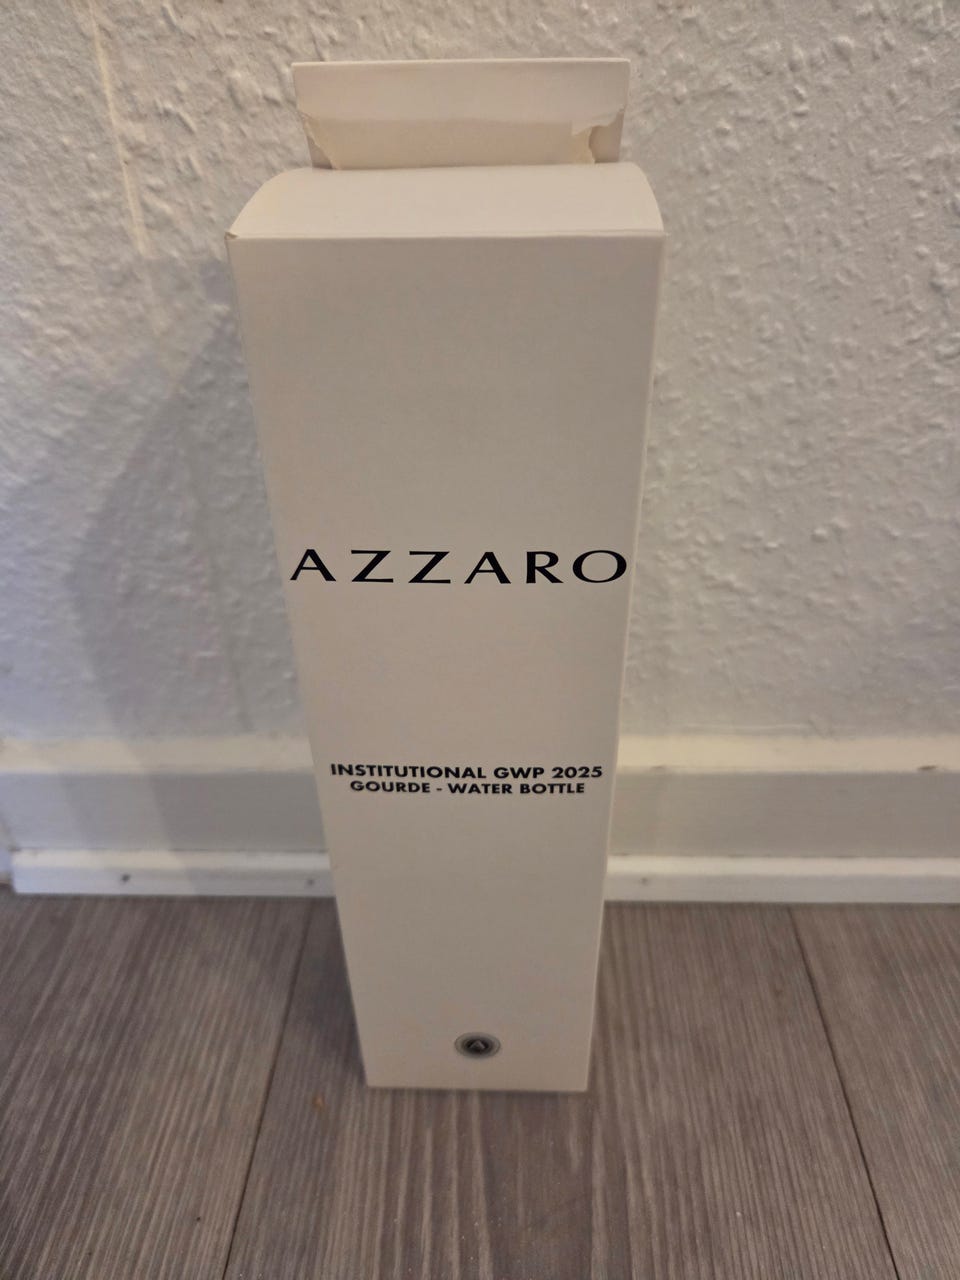 AZZARO
INSTITUTIONAL GWP 2025
GOURDE - WATER BOTTLE